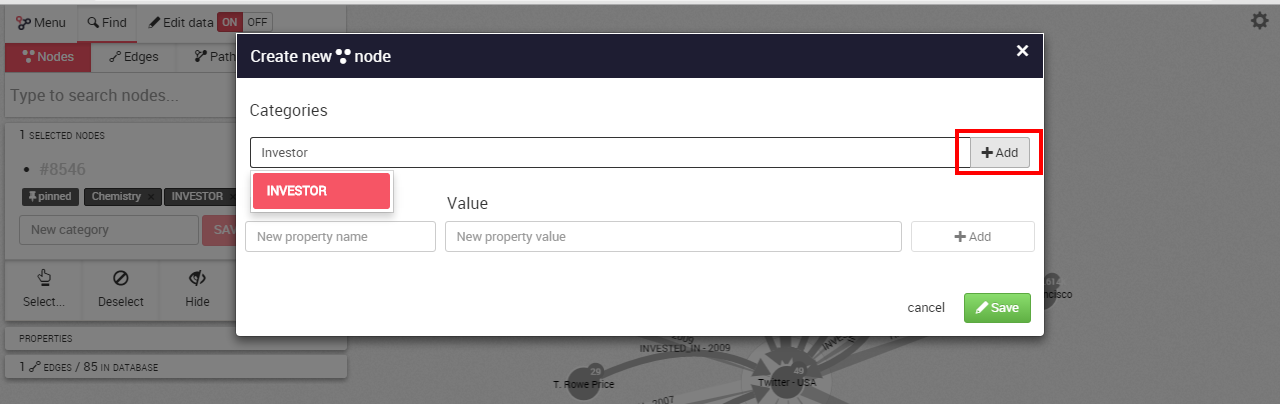 Menu Find Edit data ON OFF
Nodes Edges Path
Type to search nodes...
1 SELECTED NODES
#8546
pinned Chemistry × INVESTOR ×
New category SAV
Select... Deselect Hide
PROPERTIES
1 EDGES / 85 IN DATABASE
Create new node ×
Categories
Investor + Add
INVESTOR
Value
New property name New property value + Add
cancel Save
614
ncisco
2009
INVESTED_IN - 2009
29
T. Rowe Price
49
Twitter - USA
2007